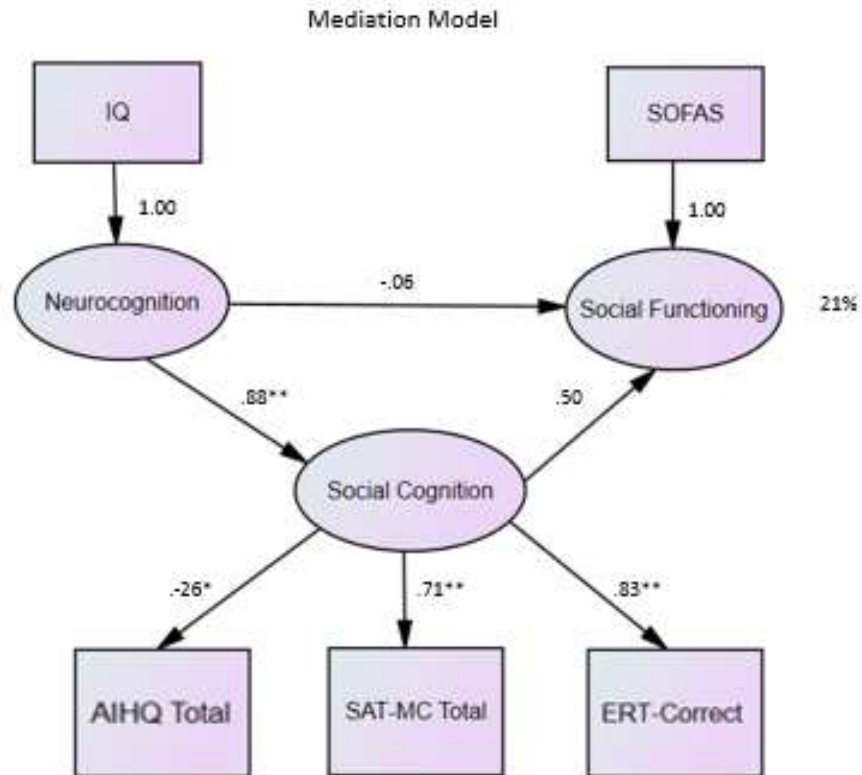 Mediation Model
IQ
SOFAS
1.00
1.00
Neurocognition
-.06
Social Functioning
21%
.88**
.50
Social Cognition
.-26*
.71**
.83**
AIHQ Total
SAT-MC Total
ERT-Correct